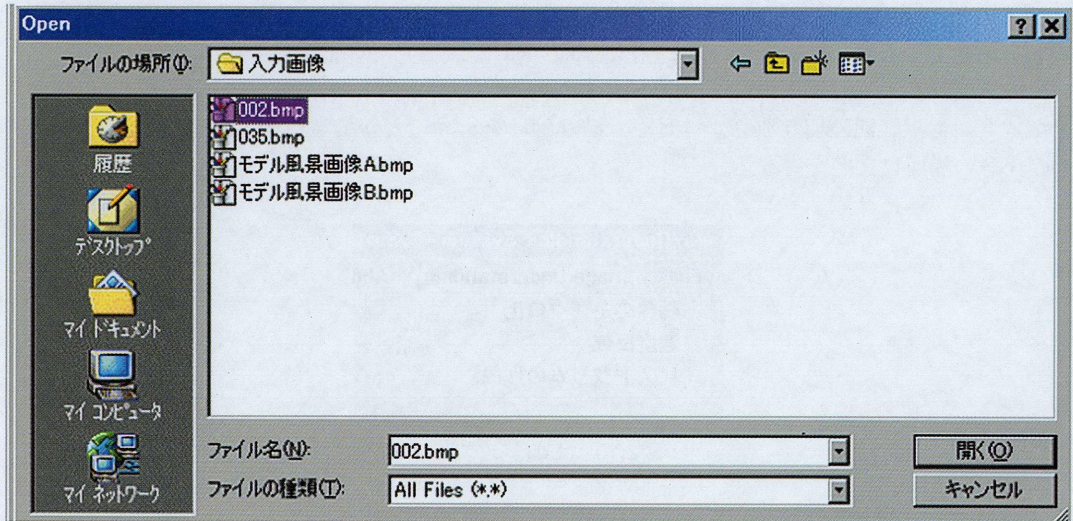 Open
ファイルの場所(I):
入力画像
002.bmp
035.bmp
モデル風景画像A.bmp
モデル風景画像B.bmp
履歴
デスクトップ
マイ ドキュメント
マイ コンピュータ
マイ ネットワーク
ファイル名(N):
002.bmp
開く(O)
ファイルの種類(T):
All Files (*.*)
キャンセル